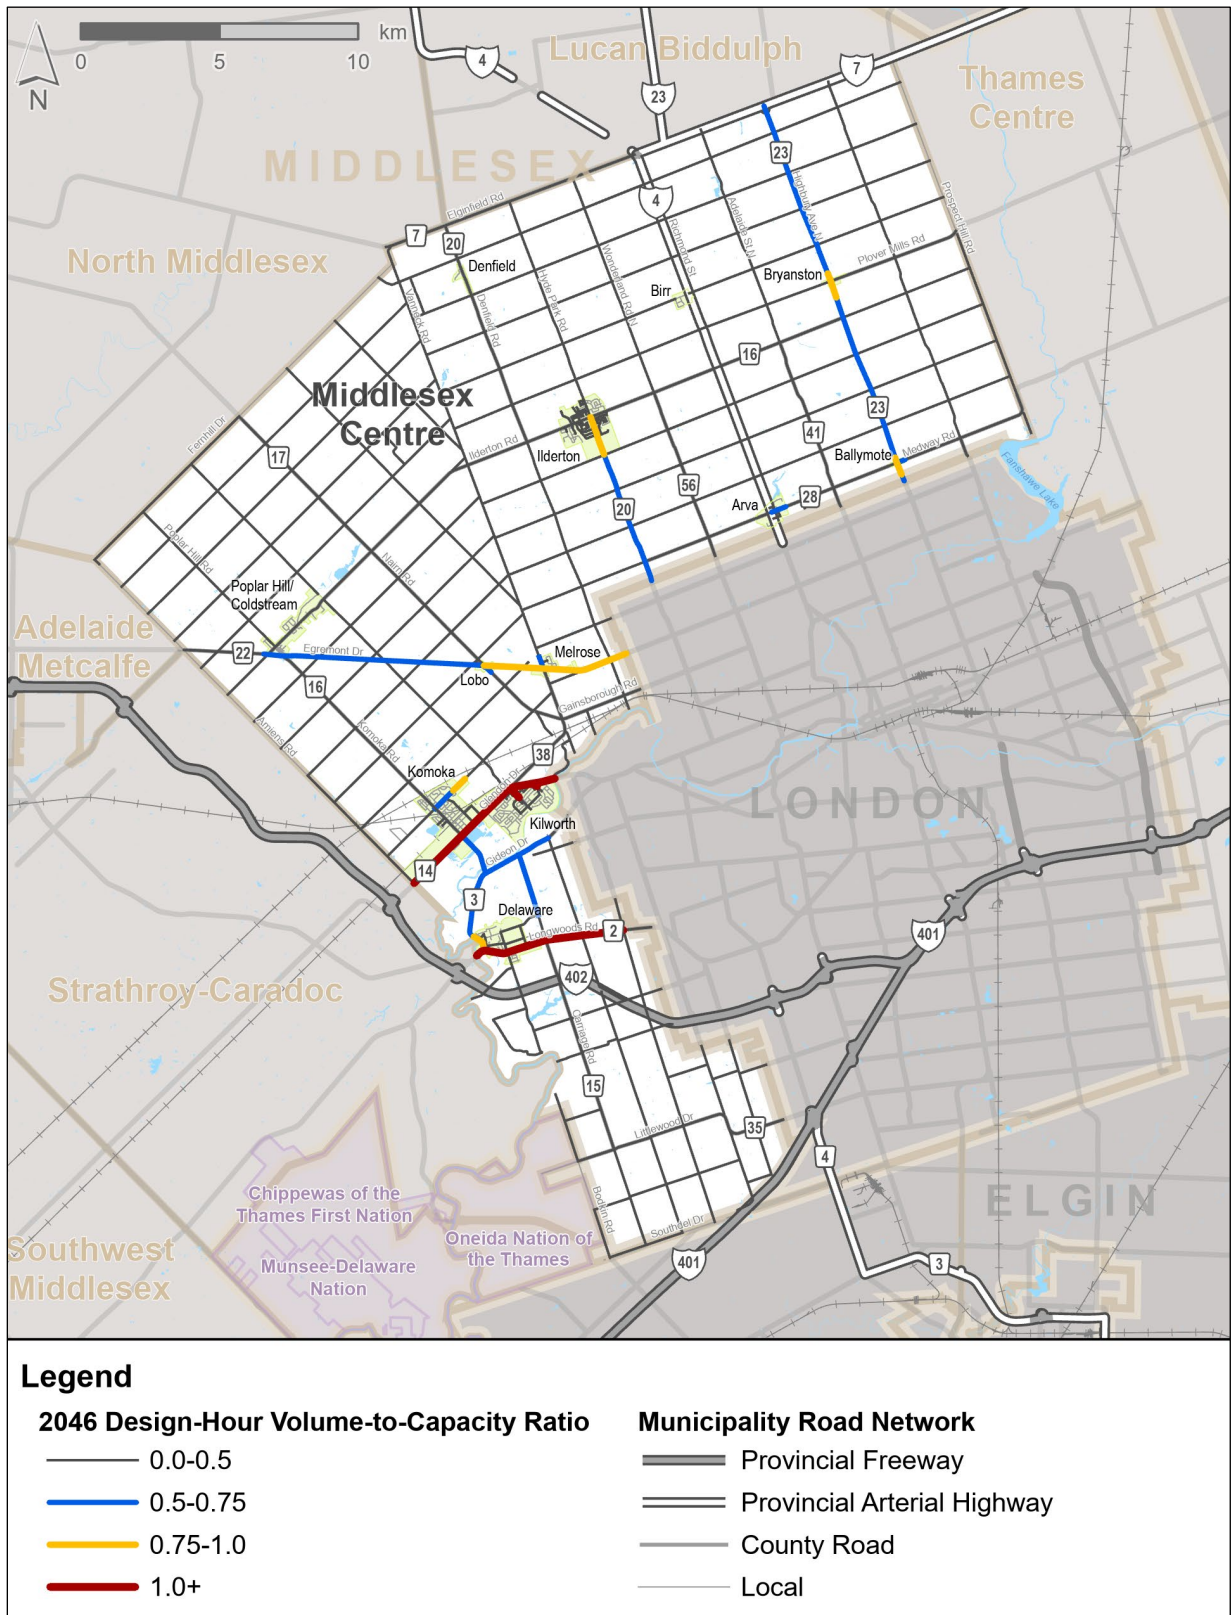 km
0 5 10
N
4
Lucan Biddulph
7
23
Thames
Centre
MIDDLESEX
23
4
Elginfield Rd
Richmond St
Adelaide St N
Highbury Ave N
Prospect Hill Rd
7
20
North Middlesex
Denfield
Wonderland Rd N
Plover Mills Rd
Bryanston
Birr
Vanneck Rd
Denfield Rd
Hyde Park Rd
16
Middlesex
Centre
23
Fernhill Dr
41
Ilderton Rd
Ilderton
17
Ballymote
Medway Rd
Fanshawe Lake
56
28
Arva
20
Poplar Hill Rd
Nairn Rd
Poplar Hill/
Coldstream
Adelaide
Metcalfe
22
Egremont Dr
Melrose
Lobo
16
Gainsborough Rd
Amiens Rd
Komoka Rd
38
Komoka
Glendon Dr
LONDON
Kilworth
Gideon Dr
14
3
Delaware
Longwoods Rd
2
401
402
Strathroy-Caradoc
Carriage Rd
15
Littlewood Dr
35
4
Chippewas of the
Thames First Nation
Bodkin Rd
Southdel Dr
ELGIN
Oneida Nation of
the Thames
Southwest
Middlesex
Munsee-Delaware
Nation
401
3
Legend
2046 Design-Hour Volume-to-Capacity Ratio
0.0-0.5
0.5-0.75
0.75-1.0
1.0+
Municipality Road Network
Provincial Freeway
Provincial Arterial Highway
County Road
Local